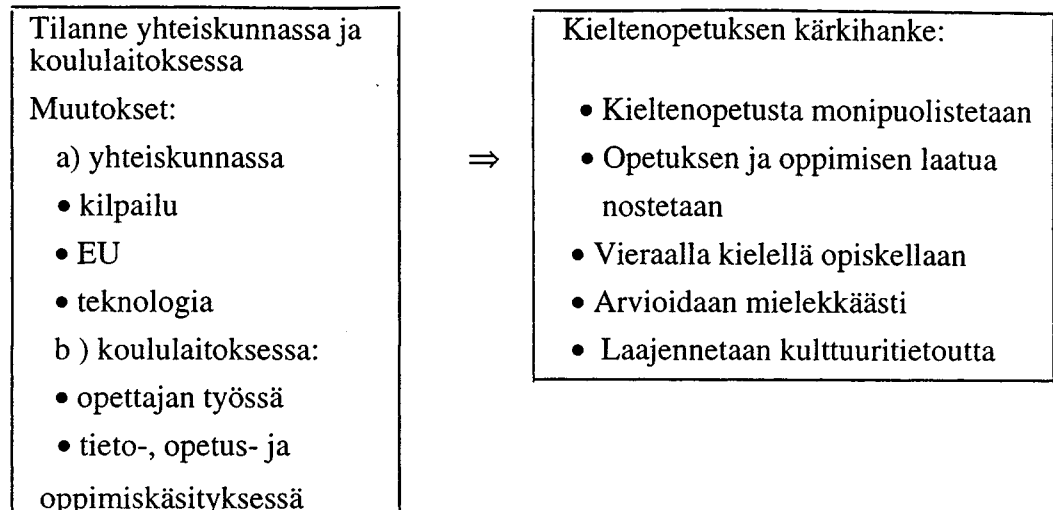 Tilanne yhteiskunnassa ja
koululaitoksessa
Muutokset:
a) yhteiskunnassa
• kilpailu
• EU
• teknologia
b ) koululaitoksessa:
• opettajan työssä
• tieto-, opetus- ja
oppimiskäsityksessä
⇒
Kieltenopetuksen kärkihanke:
• Kieltenopetusta monipuolistetaan
• Opetuksen ja oppimisen laatua
nostetaan
• Vieraalla kielellä opiskellaan
• Arvioidaan mielekkäästi
• Laajennetaan kulttuuritietoutta